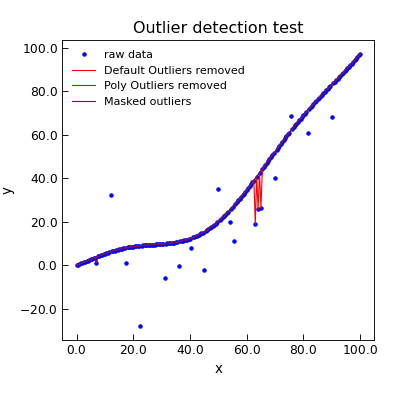 Outlier detection test
100.0
80.0
60.0
40.0
20.0
0.0
−20.0
y
raw data
Default Outliers removed
Poly Outliers removed
Masked outliers
0.0 20.0 40.0 60.0 80.0 100.0
x